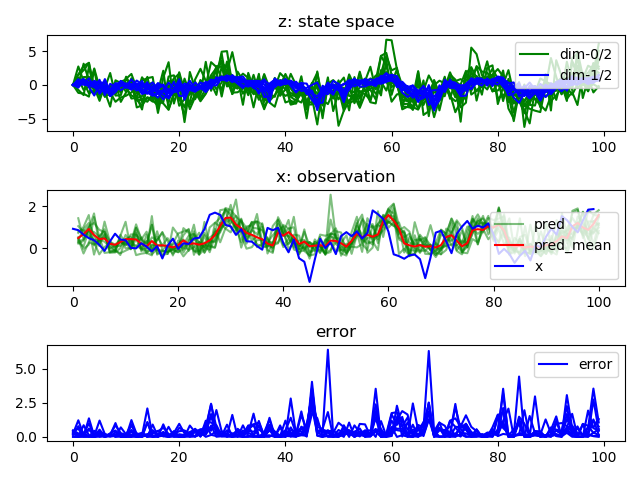 z: state space
5
0
−5
dim-0/2
dim-1/2
0 20 40 60 80 100
x: observation
2
0
pred
pred_mean
x
0 20 40 60 80 100
error
5.0
2.5
0.0
error
0 20 40 60 80 100